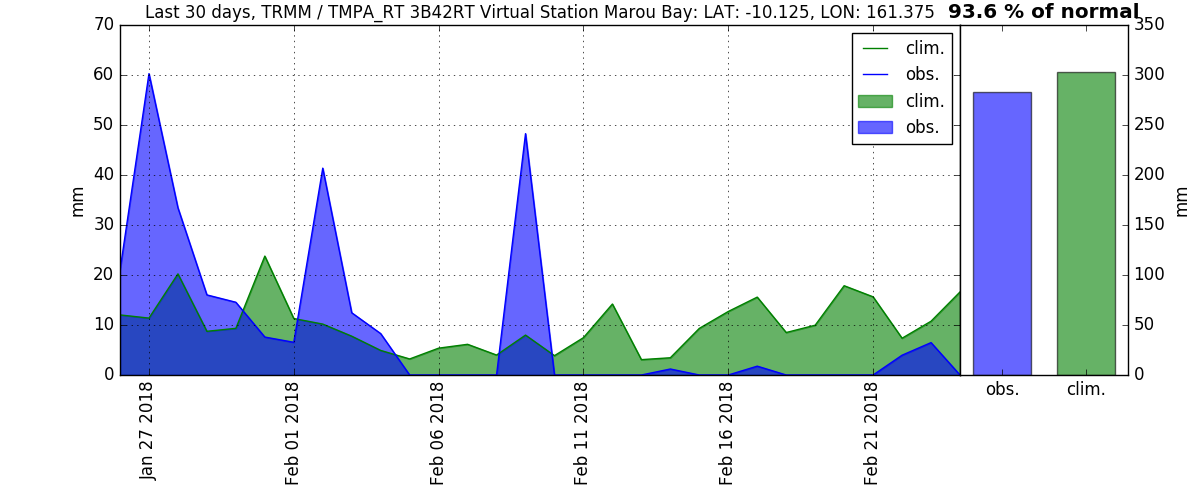 Last 30 days, TRMM / TMPA_RT 3B42RT Virtual Station Marou Bay: LAT: -10.125, LON: 161.375 93.6 % of normal
70
60
50
40
30
20
10
0
mm
clim.
obs.
clim.
obs.
350
300
250
200
150
100
50
0
mm
Jan 27 2018
Feb 01 2018
Feb 06 2018
Feb 11 2018
Feb 16 2018
Feb 21 2018
obs.
clim.